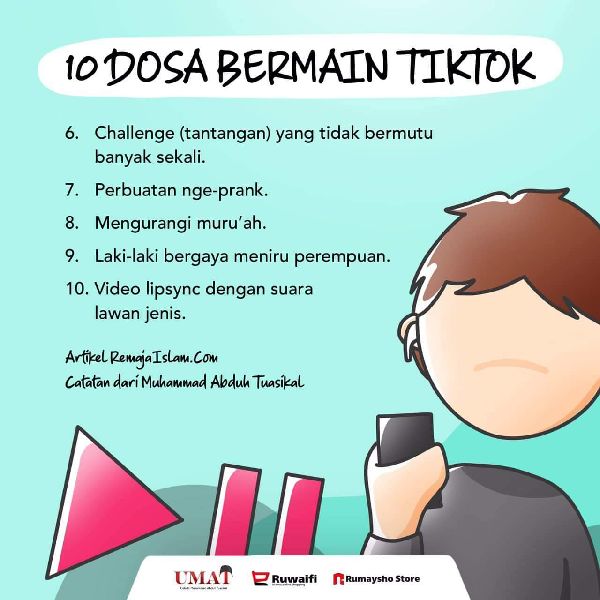 10 DOSA BERMAIN TIKTOK
6. Challenge (tantangan) yang tidak bermutu
banyak sekali.
7. Perbuatan nge-prank.
8. Mengurangi muru'ah.
9. Laki-laki bergaya meniru perempuan.
10. Video lipsync dengan suara
lawan jenis.
Artikel RemajaIslam.Com
Catatan dari Muhammad Abduh Tuasikal
UMAT
Ruwaifi
Rumaysho Store